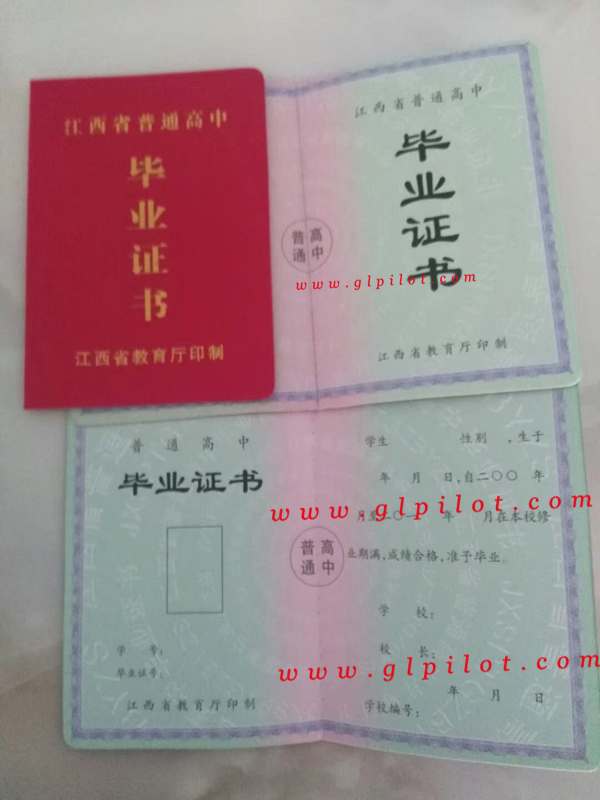 江西省普通高中
毕业证书
江西省教育厅印制
江西省普通高中
毕业证书
普通高中
www.glpilot.com
江西省教育厅印制
普通高中
毕业证书
学号:
毕业证号:
江西省教育厅印制
普通高中
学生 性别 ,生于
年 月 日,自二〇〇 年
www.glpilot.com
月至二〇一 年 月在本校修
业期满,成绩合格,准予毕业。
学 校:
校 长:
www.glpilot.com
年 月 日
学校编号: